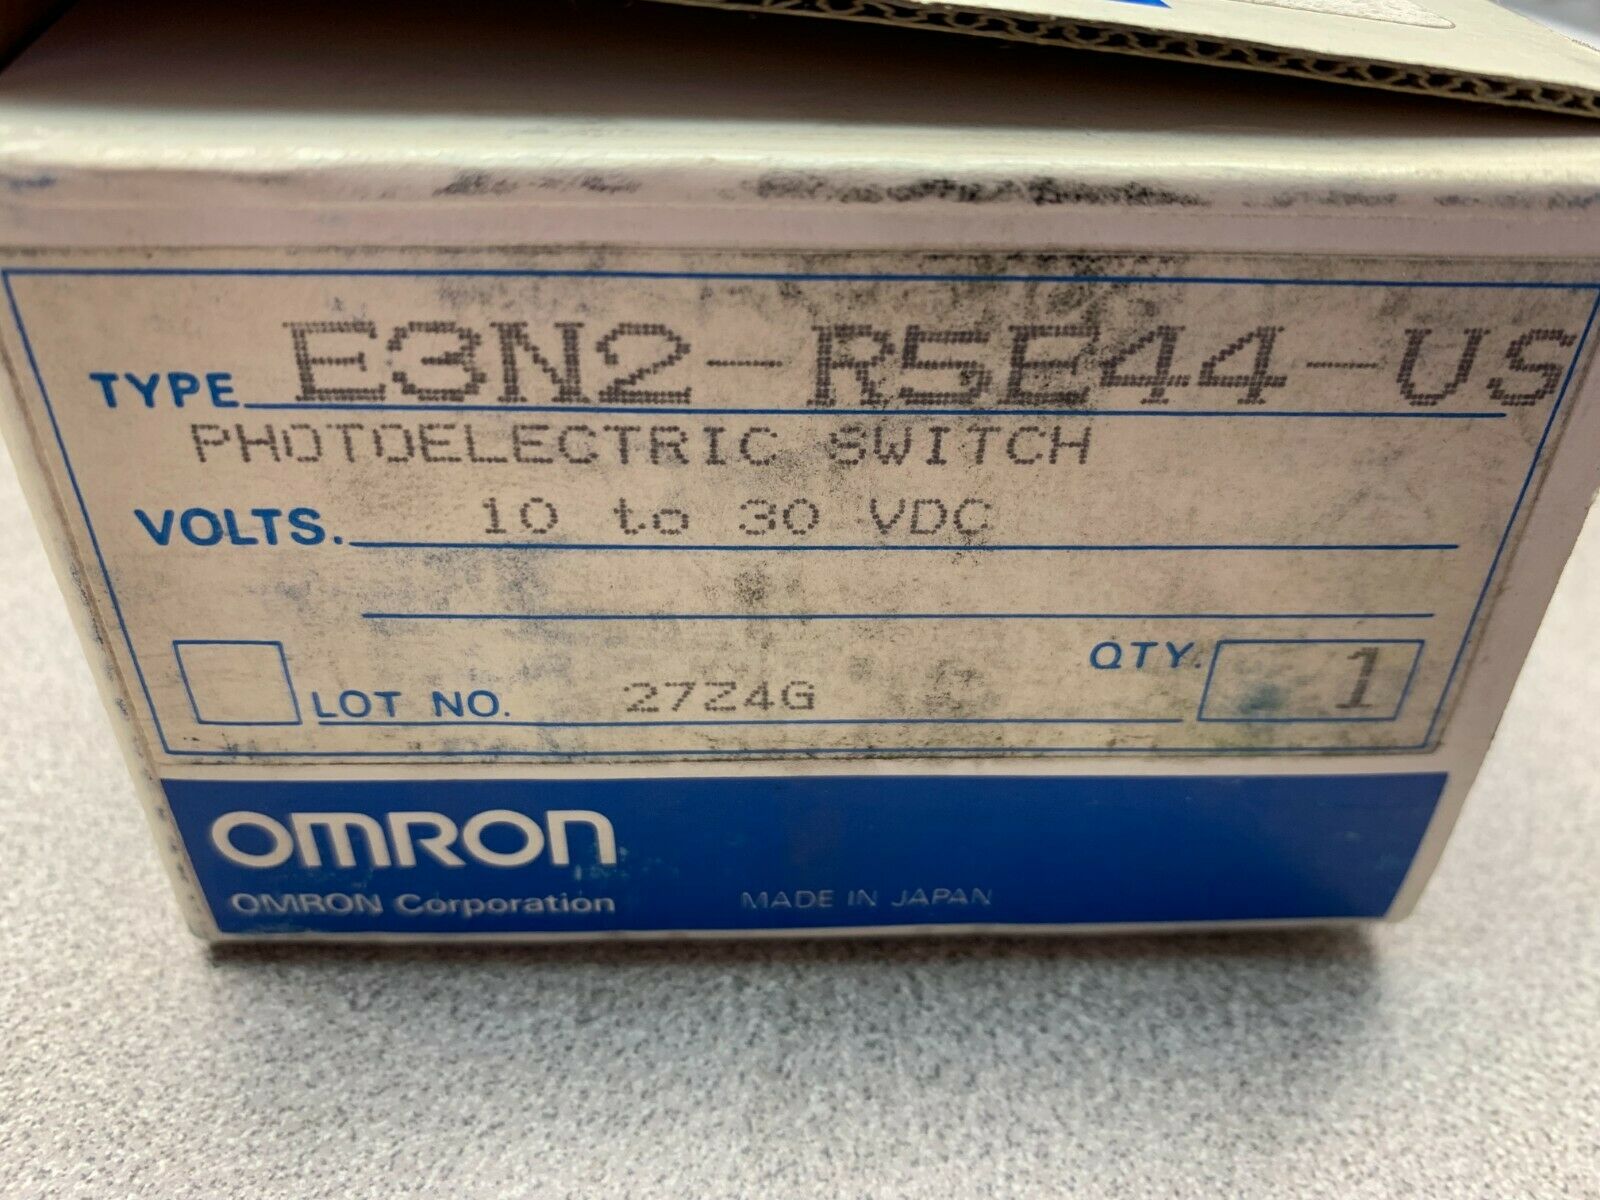 TYPE E3N2-R5E44-US
PHOTOELECTRIC SWITCH
VOLTS. 10 to 30 VDC
QTY. 1
LOT NO. 27Z4G
OMRON
OMRON Corporation MADE IN JAPAN